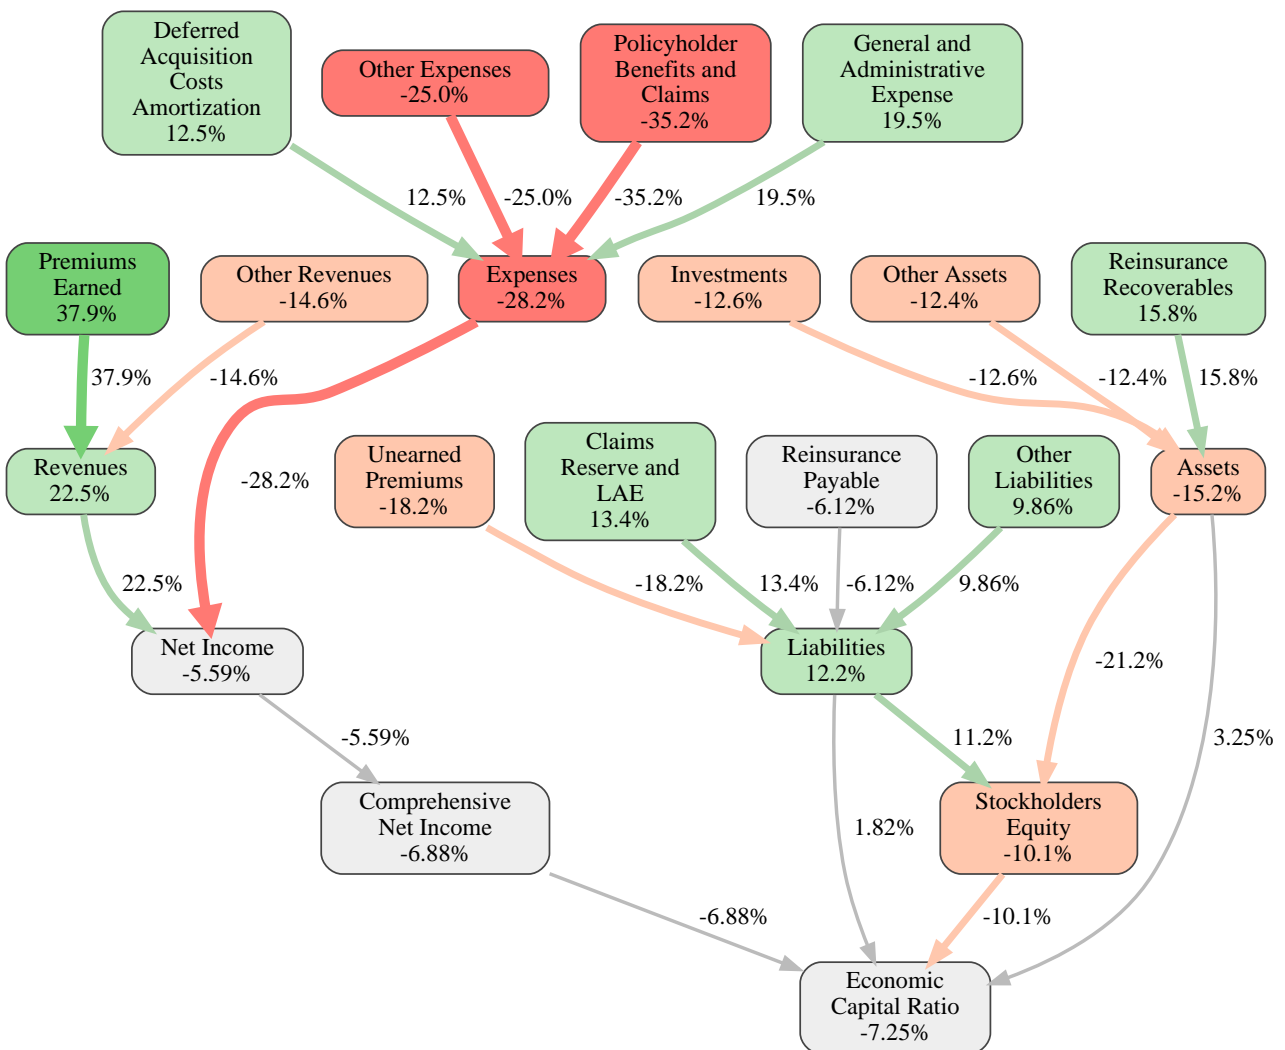 Deferred
Acquisition
Costs
Amortization
12.5%
Other Expenses
-25.0%
Policyholder
Benefits and
Claims
-35.2%
General and
Administrative
Expense
19.5%
12.5%
-25.0%
-35.2%
19.5%
Premiums
Earned
37.9%
Other Revenues
-14.6%
Expenses
-28.2%
Investments
-12.6%
Other Assets
-12.4%
Reinsurance
Recoverables
15.8%
37.9%
-14.6%
-12.6%
-12.4%
15.8%
Revenues
22.5%
-28.2%
Unearned
Premiums
-18.2%
Claims
Reserve and
LAE
13.4%
Reinsurance
Payable
-6.12%
Other
Liabilities
9.86%
Assets
-15.2%
22.5%
-18.2%
13.4%
-6.12%
9.86%
Net Income
-5.59%
Liabilities
12.2%
-21.2%
-5.59%
11.2%
3.25%
Comprehensive
Net Income
-6.88%
1.82%
Stockholders
Equity
-10.1%
-6.88%
-10.1%
Economic
Capital Ratio
-7.25%